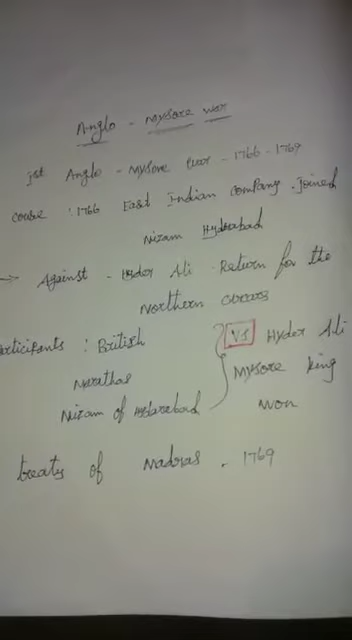 Anglo - Mysore war
1st Anglo - Mysore war - 1766 - 1769
cause : 1766 East Indian company joined
Nizam Hyderabad
→ Against - Hyder Ali - Return for the
Northern circars
articipants : British
Marathas
Nizam of Hyderabad
VS Hyder Ali
Mysore king
won
treaty of Madras - 1769